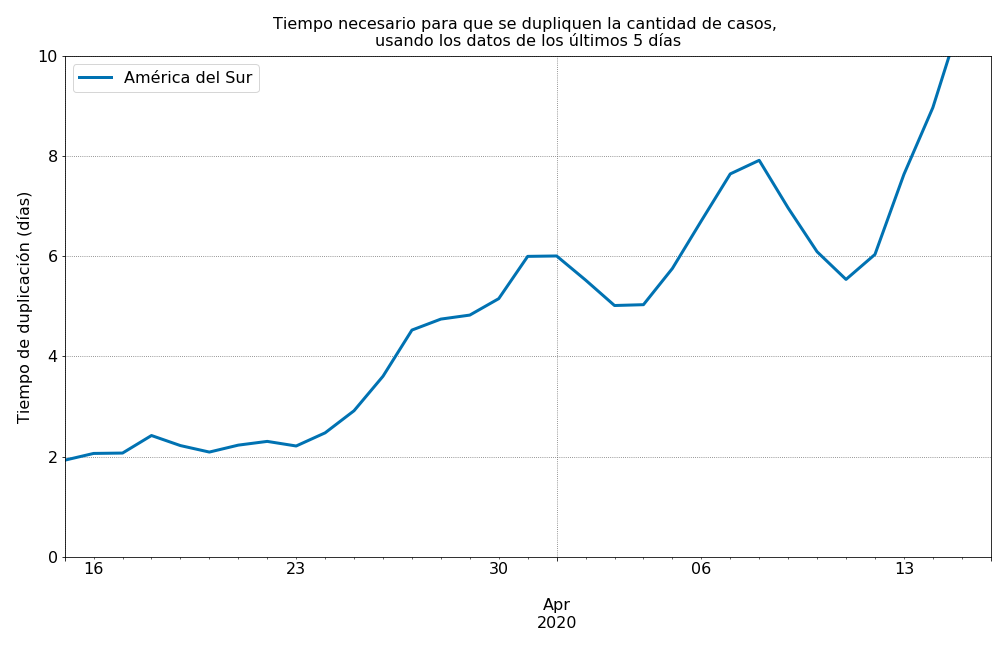 Tiempo necesario para que se dupliquen la cantidad de casos,
usando los datos de los últimos 5 días
América del Sur
Tiempo de duplicación (días)
10
8
6
4
2
0
16 23 30 06 13
Apr
2020